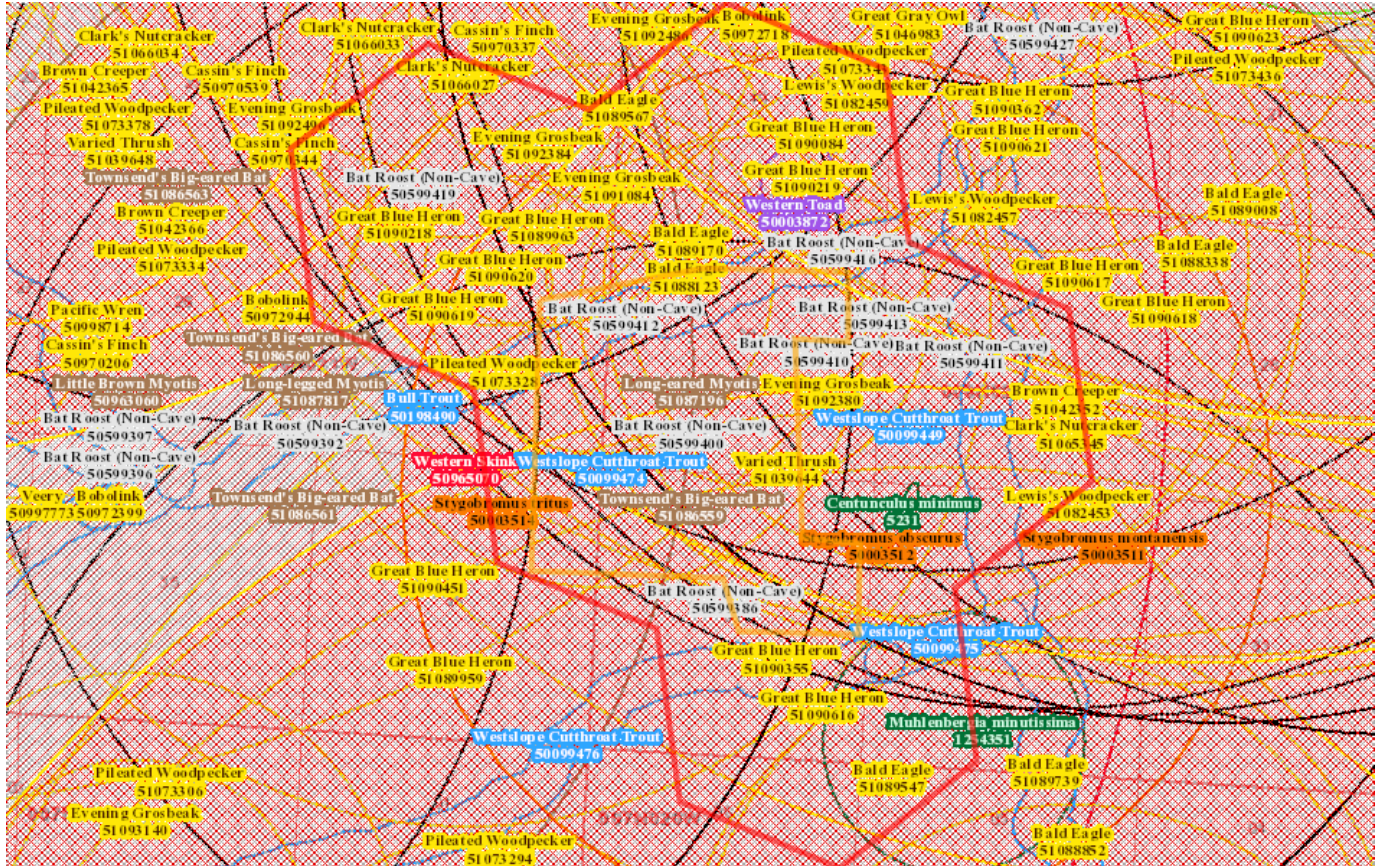 Clark's Nutcracker
51066034
Clark's Nutcracker
51066033
Cassin's Finch
50970337
Evening Grosbeak
51092486
Bobolink
50972718
Great Gray Owl
51046983
Bat Roost (Non-Cave)
50599427
Great Blue Heron
51090623
Brown Creeper
51042365
Cassin's Finch
50970539
Clark's Nutcracker
51066027
Pileated Woodpecker
Pileated Woodpecker
51073436
Pileated Woodpecker
51073378
Evening Grosbeak
51092496
Bald Eagle
51089567
Lewis's Woodpecker
51082459
Great Blue Heron
51090362
Varied Thrush
51039648
Cassin's Finch
50970344
Evening Grosbeak
51092384
Great Blue Heron
51090084
Great Blue Heron
51090621
Townsend's Big-eared Bat
51086563
Bat Roost (Non-Cave)
50599419
Evening Grosbeak
51091084
Great Blue Heron
51090219
Western Toad
50003872
Lewis's Woodpecker
51082457
Bald Eagle
51089008
Brown Creeper
51042366
Great Blue Heron
51090218
Great Blue Heron
51089963
Bald Eagle
51089170
Bat Roost (Non-Cave)
50599416
Bald Eagle
51088338
Pileated Woodpecker
51073334
Great Blue Heron
51090620
Bald Eagle
51088123
Great Blue Heron
51090617
Pacific Wren
50998714
Bobolink
50972944
Great Blue Heron
51090619
Bat Roost (Non-Cave)
50599412
Bat Roost (Non-Cave)
50599413
Great Blue Heron
51090618
Cassin's Finch
50970206
Townsend's Big-eared Bat
51086560
Bat Roost (Non-Cave)
50599410
Bat Roost (Non-Cave)
50599411
Little Brown Myotis
50963060
Long-legged Myotis
51087817
Pileated Woodpecker
51073328
Long-eared Myotis
51087196
Evening Grosbeak
51092380
Brown Creeper
51042352
Bull Trout
50198490
Bat Roost (Non-Cave)
50599397
Bat Roost (Non-Cave)
50599392
Bat Roost (Non-Cave)
50599400
Westslope Cutthroat Trout
50099449
Clark's Nutcracker
51065345
Bat Roost (Non-Cave)
50599396
Western Skink
50965070
Westslope Cutthroat Trout
50099474
Varied Thrush
51039644
Veery
50997773
Bobolink
50972399
Townsend's Big-eared Bat
51086561
Stygobromus tritus
Townsend's Big-eared Bat
51086559
Centunculus minimus
5231
Lewis's Woodpecker
51082453
Stygobromus obscurus
50003512
Stygobromus montanensis
50003511
Great Blue Heron
51090451
Bat Roost (Non-Cave)
50599386
Westslope Cutthroat Trout
50099475
Great Blue Heron
51089959
Great Blue Heron
51090355
Great Blue Heron
51090616
Westslope Cutthroat Trout
50099476
Muhlenbergia minutissima
1254351
Pileated Woodpecker
51073306
Bald Eagle
51089547
Bald Eagle
51089739
Evening Grosbeak
51093140
Pileated Woodpecker
51073294
Bald Eagle
51088852